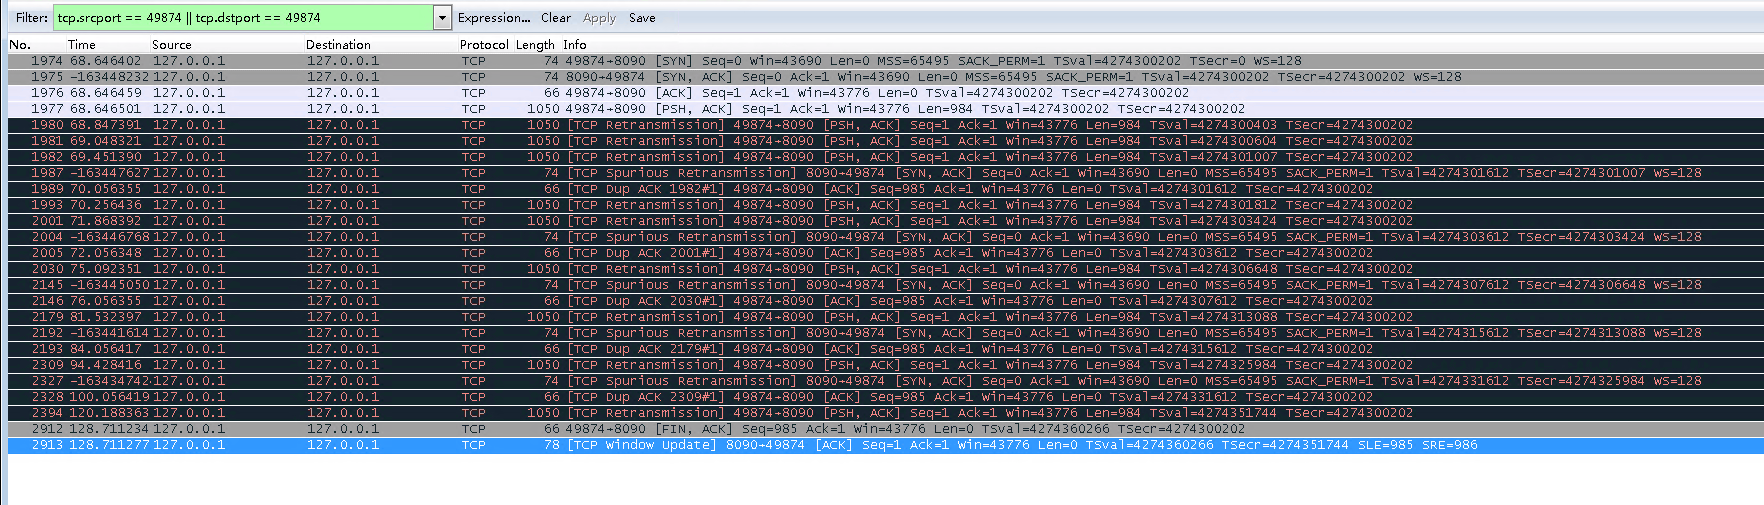 Filter: tcp.srcport == 49874 || tcp.dstport == 49874 Expression... Clear Apply Save
No. Time Source Destination Protocol Length Info
1974 68.646402 127.0.0.1 127.0.0.1 TCP 74 49874→8090 [SYN] Seq=0 Win=43690 Len=0 MSS=65495 SACK_PERM=1 TSval=4274300202 TSecr=0 WS=128
1975 -163448232 127.0.0.1 127.0.0.1 TCP 74 8090→49874 [SYN, ACK] Seq=0 Ack=1 Win=43690 Len=0 MSS=65495 SACK_PERM=1 TSval=4274300202 TSecr=4274300202 WS=128
1976 68.646459 127.0.0.1 127.0.0.1 TCP 66 49874→8090 [ACK] Seq=1 Ack=1 Win=43776 Len=0 TSval=4274300202 TSecr=4274300202
1977 68.646501 127.0.0.1 127.0.0.1 TCP 1050 49874→8090 [PSH, ACK] Seq=1 Ack=1 Win=43776 Len=984 TSval=4274300202 TSecr=4274300202
1980 68.847391 127.0.0.1 127.0.0.1 TCP 1050 [TCP Retransmission] 49874→8090 [PSH, ACK] Seq=1 Ack=1 Win=43776 Len=984 TSval=4274300403 TSecr=4274300202
1981 69.048321 127.0.0.1 127.0.0.1 TCP 1050 [TCP Retransmission] 49874→8090 [PSH, ACK] Seq=1 Ack=1 Win=43776 Len=984 TSval=4274300604 TSecr=4274300202
1982 69.451390 127.0.0.1 127.0.0.1 TCP 1050 [TCP Retransmission] 49874→8090 [PSH, ACK] Seq=1 Ack=1 Win=43776 Len=984 TSval=4274301007 TSecr=4274300202
1987 -163447627 127.0.0.1 127.0.0.1 TCP 74 [TCP Spurious Retransmission] 8090→49874 [SYN, ACK] Seq=0 Ack=1 Win=43690 Len=0 MSS=65495 SACK_PERM=1 TSval=4274301612 TSecr=4274301007 WS=128
1989 70.056355 127.0.0.1 127.0.0.1 TCP 66 [TCP Dup ACK 1982#1] 49874→8090 [ACK] Seq=985 Ack=1 Win=43776 Len=0 TSval=4274301612 TSecr=4274300202
1993 70.256436 127.0.0.1 127.0.0.1 TCP 1050 [TCP Retransmission] 49874→8090 [PSH, ACK] Seq=1 Ack=1 Win=43776 Len=984 TSval=4274301812 TSecr=4274300202
2001 71.868392 127.0.0.1 127.0.0.1 TCP 1050 [TCP Retransmission] 49874→8090 [PSH, ACK] Seq=1 Ack=1 Win=43776 Len=984 TSval=4274303424 TSecr=4274300202
2004 -163446768 127.0.0.1 127.0.0.1 TCP 74 [TCP Spurious Retransmission] 8090→49874 [SYN, ACK] Seq=0 Ack=1 Win=43690 Len=0 MSS=65495 SACK_PERM=1 TSval=4274303612 TSecr=4274303424 WS=128
2005 72.056348 127.0.0.1 127.0.0.1 TCP 66 [TCP Dup ACK 2001#1] 49874→8090 [ACK] Seq=985 Ack=1 Win=43776 Len=0 TSval=4274303612 TSecr=4274300202
2030 75.092351 127.0.0.1 127.0.0.1 TCP 1050 [TCP Retransmission] 49874→8090 [PSH, ACK] Seq=1 Ack=1 Win=43776 Len=984 TSval=4274306648 TSecr=4274300202
2145 -163445050 127.0.0.1 127.0.0.1 TCP 74 [TCP Spurious Retransmission] 8090→49874 [SYN, ACK] Seq=0 Ack=1 Win=43690 Len=0 MSS=65495 SACK_PERM=1 TSval=4274307612 TSecr=4274306648 WS=128
2146 76.056355 127.0.0.1 127.0.0.1 TCP 66 [TCP Dup ACK 2030#1] 49874→8090 [ACK] Seq=985 Ack=1 Win=43776 Len=0 TSval=4274307612 TSecr=4274300202
2179 81.532397 127.0.0.1 127.0.0.1 TCP 1050 [TCP Retransmission] 49874→8090 [PSH, ACK] Seq=1 Ack=1 Win=43776 Len=984 TSval=4274313088 TSecr=4274300202
2192 -163441614 127.0.0.1 127.0.0.1 TCP 74 [TCP Spurious Retransmission] 8090→49874 [SYN, ACK] Seq=0 Ack=1 Win=43690 Len=0 MSS=65495 SACK_PERM=1 TSval=4274315612 TSecr=4274313088 WS=128
2193 84.056417 127.0.0.1 127.0.0.1 TCP 66 [TCP Dup ACK 2179#1] 49874→8090 [ACK] Seq=985 Ack=1 Win=43776 Len=0 TSval=4274315612 TSecr=4274300202
2309 94.428416 127.0.0.1 127.0.0.1 TCP 1050 [TCP Retransmission] 49874→8090 [PSH, ACK] Seq=1 Ack=1 Win=43776 Len=984 TSval=4274325984 TSecr=4274300202
2327 -163434742 127.0.0.1 127.0.0.1 TCP 74 [TCP Spurious Retransmission] 8090→49874 [SYN, ACK] Seq=0 Ack=1 Win=43690 Len=0 MSS=65495 SACK_PERM=1 TSval=4274331612 TSecr=4274325984 WS=128
2328 100.056419 127.0.0.1 127.0.0.1 TCP 66 [TCP Dup ACK 2309#1] 49874→8090 [ACK] Seq=985 Ack=1 Win=43776 Len=0 TSval=4274331612 TSecr=4274300202
2394 120.188363 127.0.0.1 127.0.0.1 TCP 1050 [TCP Retransmission] 49874→8090 [PSH, ACK] Seq=1 Ack=1 Win=43776 Len=984 TSval=4274351744 TSecr=4274300202
2912 128.711234 127.0.0.1 127.0.0.1 TCP 66 49874→8090 [FIN, ACK] Seq=985 Ack=1 Win=43776 Len=0 TSval=4274360266 TSecr=4274300202
2913 128.711277 127.0.0.1 127.0.0.1 TCP 78 [TCP Window Update] 8090→49874 [ACK] Seq=1 Ack=1 Win=43776 Len=0 TSval=4274360266 TSecr=4274351744 SLE=985 SRE=986